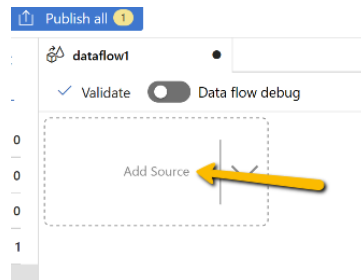 Publish all 1
dataflow1
Validate Data flow debug
0
Add Source
0
0
1